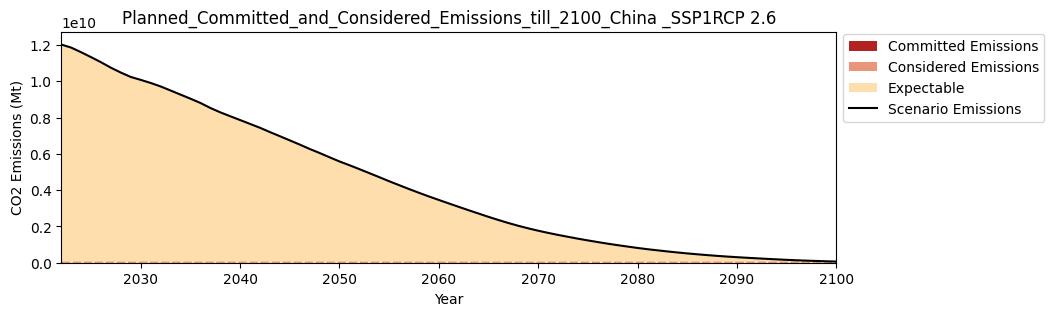 Planned_Committed_and_Considered_Emissions_till_2100_China _SSP1RCP 2.6
1e10
1.2
1.0
0.8
0.6
0.4
0.2
0.0
CO2 Emissions (Mt)
2030 2040 2050 2060 2070 2080 2090 2100
Year
Committed Emissions
Considered Emissions
Expectable
Scenario Emissions